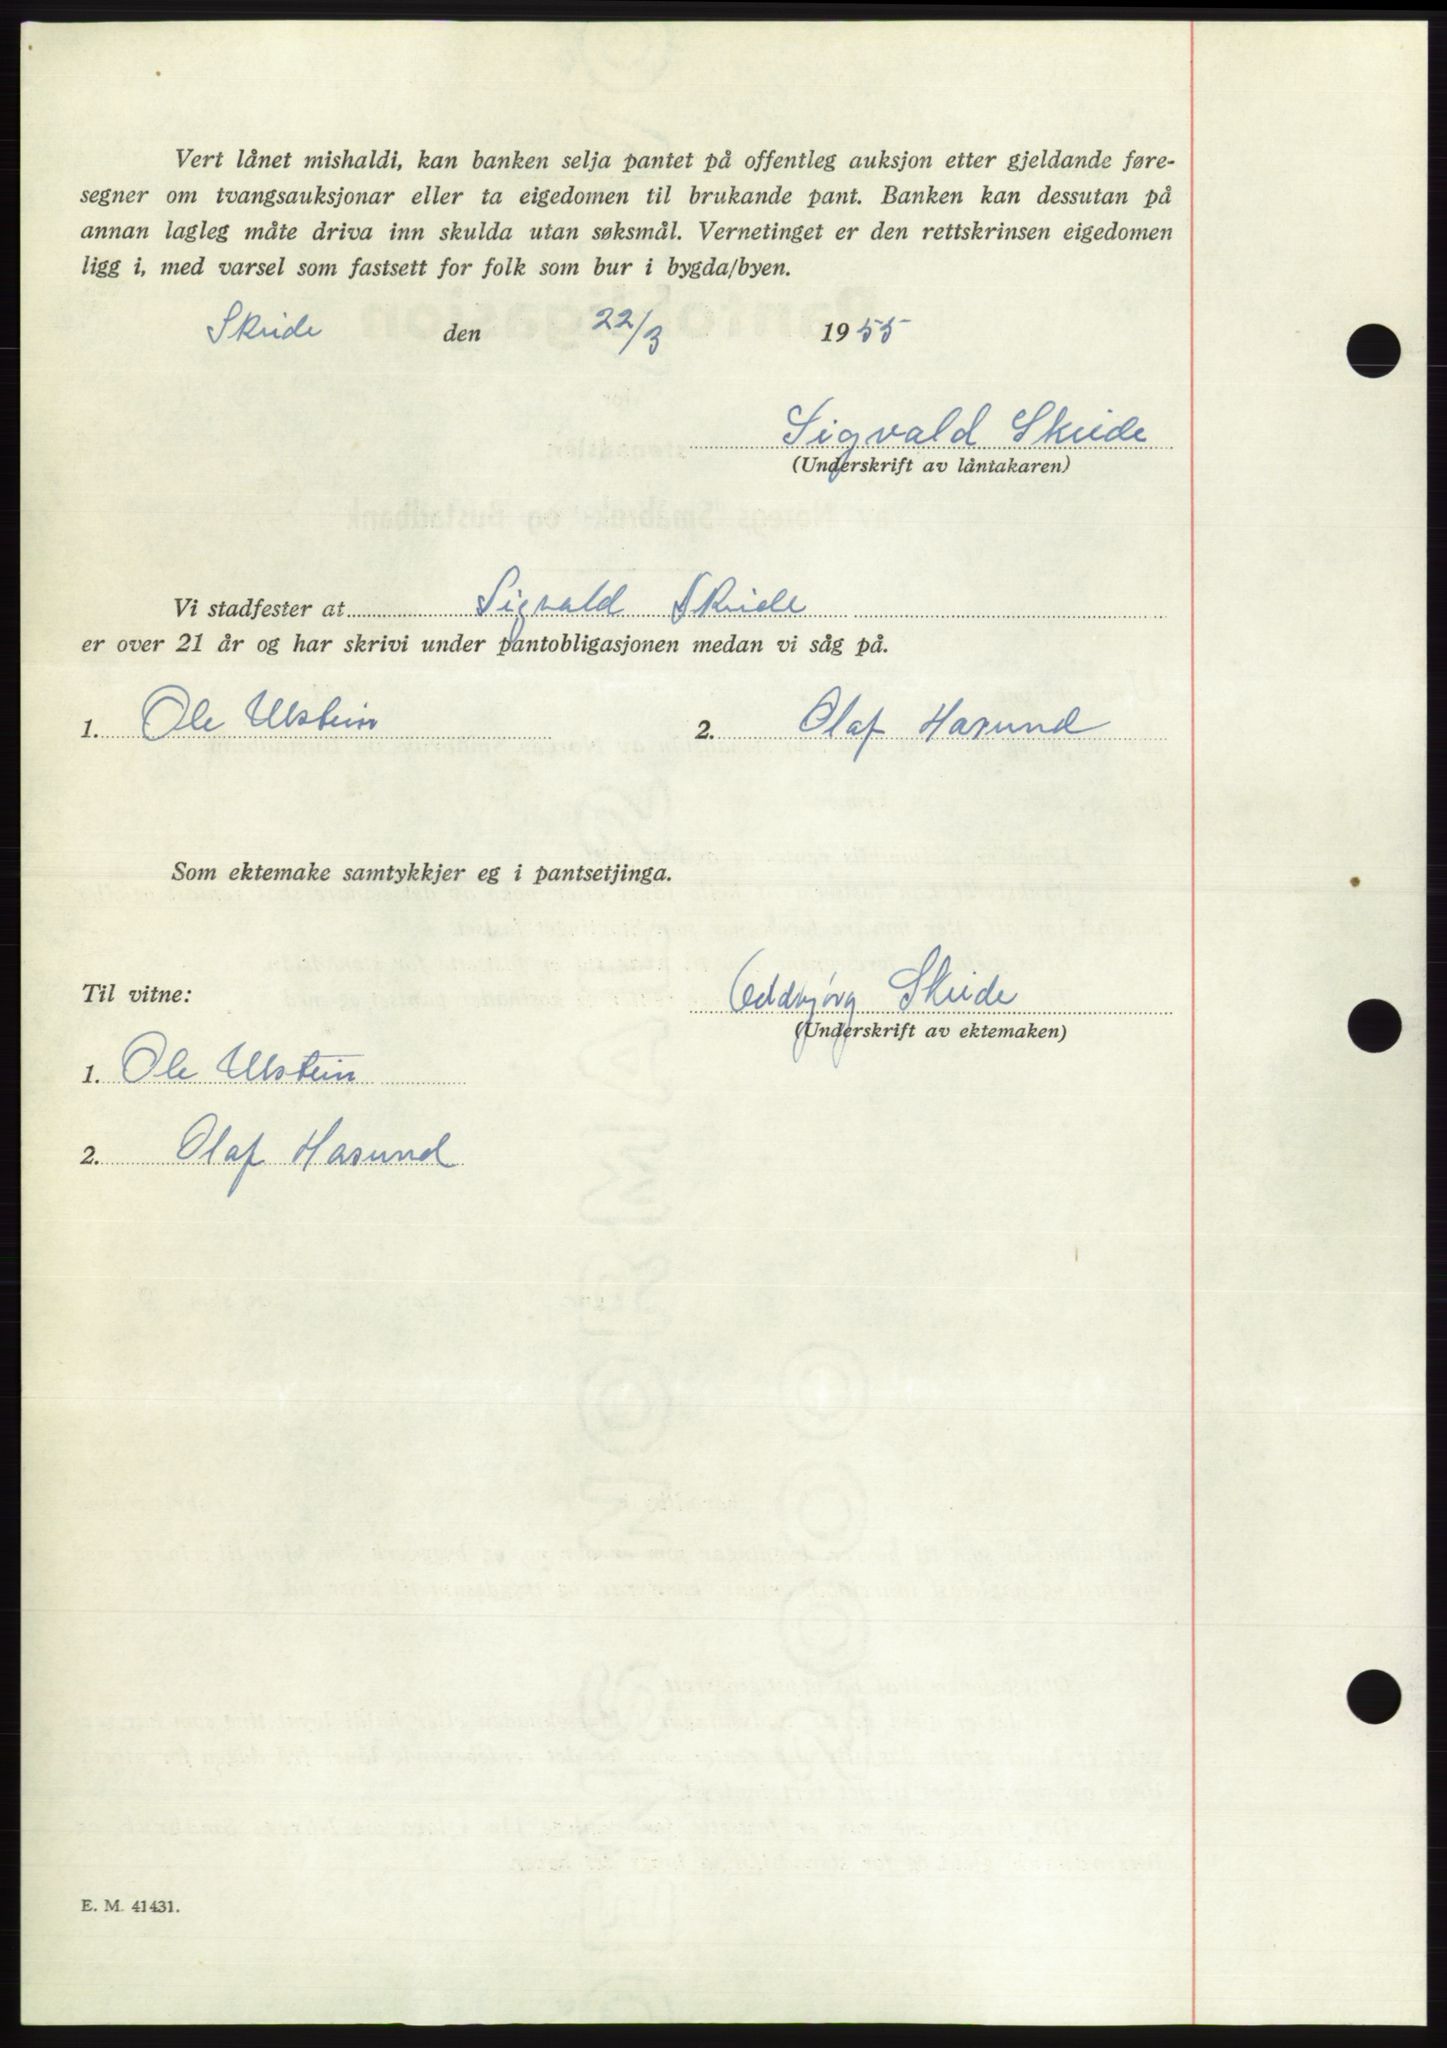 Vert lånet mishaldi, kan banken selja pantet på offentleg auksjon etter gjeldande føre-
segner om tvangsauksjonar eller ta eigedomen til brukande pant. Banken kan dessutan på
annan lagleg måte driva inn skulda utan søksmål. Vernetinget er den rettskrinsen eigedomen
ligg i, med varsel som fastsett for folk som bur i bygda/byen.
Skeide den 22/3 1955
Sigvald Skeide
(Underskrift av låntakaren)
Vi stadfester at Sigvald Skeide
er over 21 år og har skrivi under pantobligasjonen medan vi såg på.
1. Ole Ulstein 2. Olaf Hasund
Som ektemake samtykkjer eg i pantsetjinga.
Til vitne: Oddbjørg Skeide
(Underskrift av ektemaken)
1. Ole Ulstein
2. Olaf Hasund
E. M. 41431.